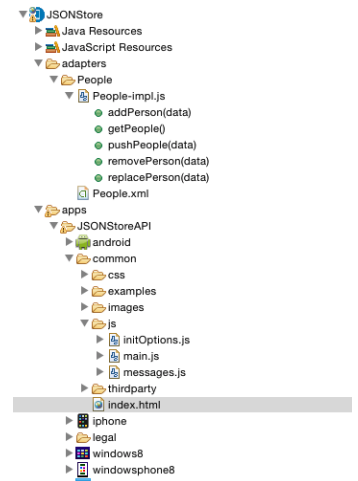 JSONStore
Java Resources
JavaScript Resources
adapters
People
People-impl.js
addPerson(data)
getPeople()
pushPeople(data)
removePerson(data)
replacePerson(data)
People.xml
apps
JSONStoreAPI
android
common
css
examples
images
js
initOptions.js
main.js
messages.js
thirdparty
index.html
iphone
legal
windows8
windowsphone8